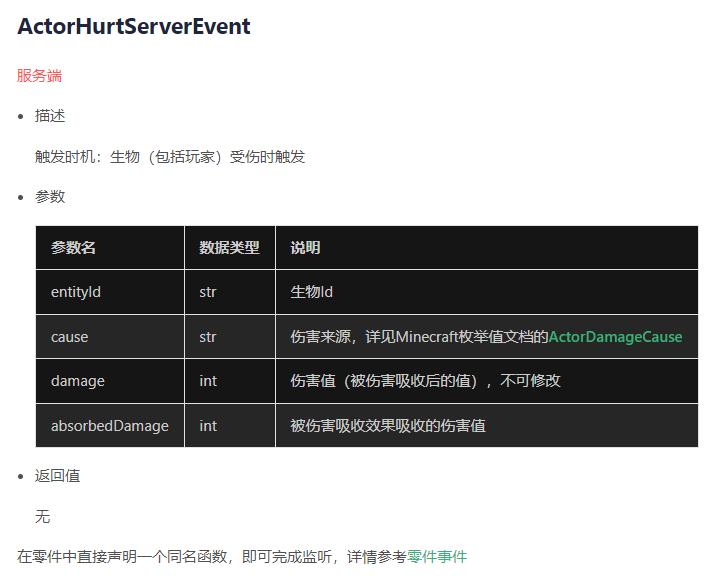 ActorHurtServerEvent
服务端
描述
触发时机：生物（包括玩家）受伤时触发
参数
参数名 数据类型 说明
entityId str 生物Id
cause str 伤害来源，详见Minecraft枚举值文档的ActorDamageCause
damage int 伤害值（被伤害吸收后的值），不可修改
absorbedDamage int 被伤害吸收效果吸收的伤害值
返回值
无
在零件中直接声明一个同名函数，即可完成监听，详情参考零件事件